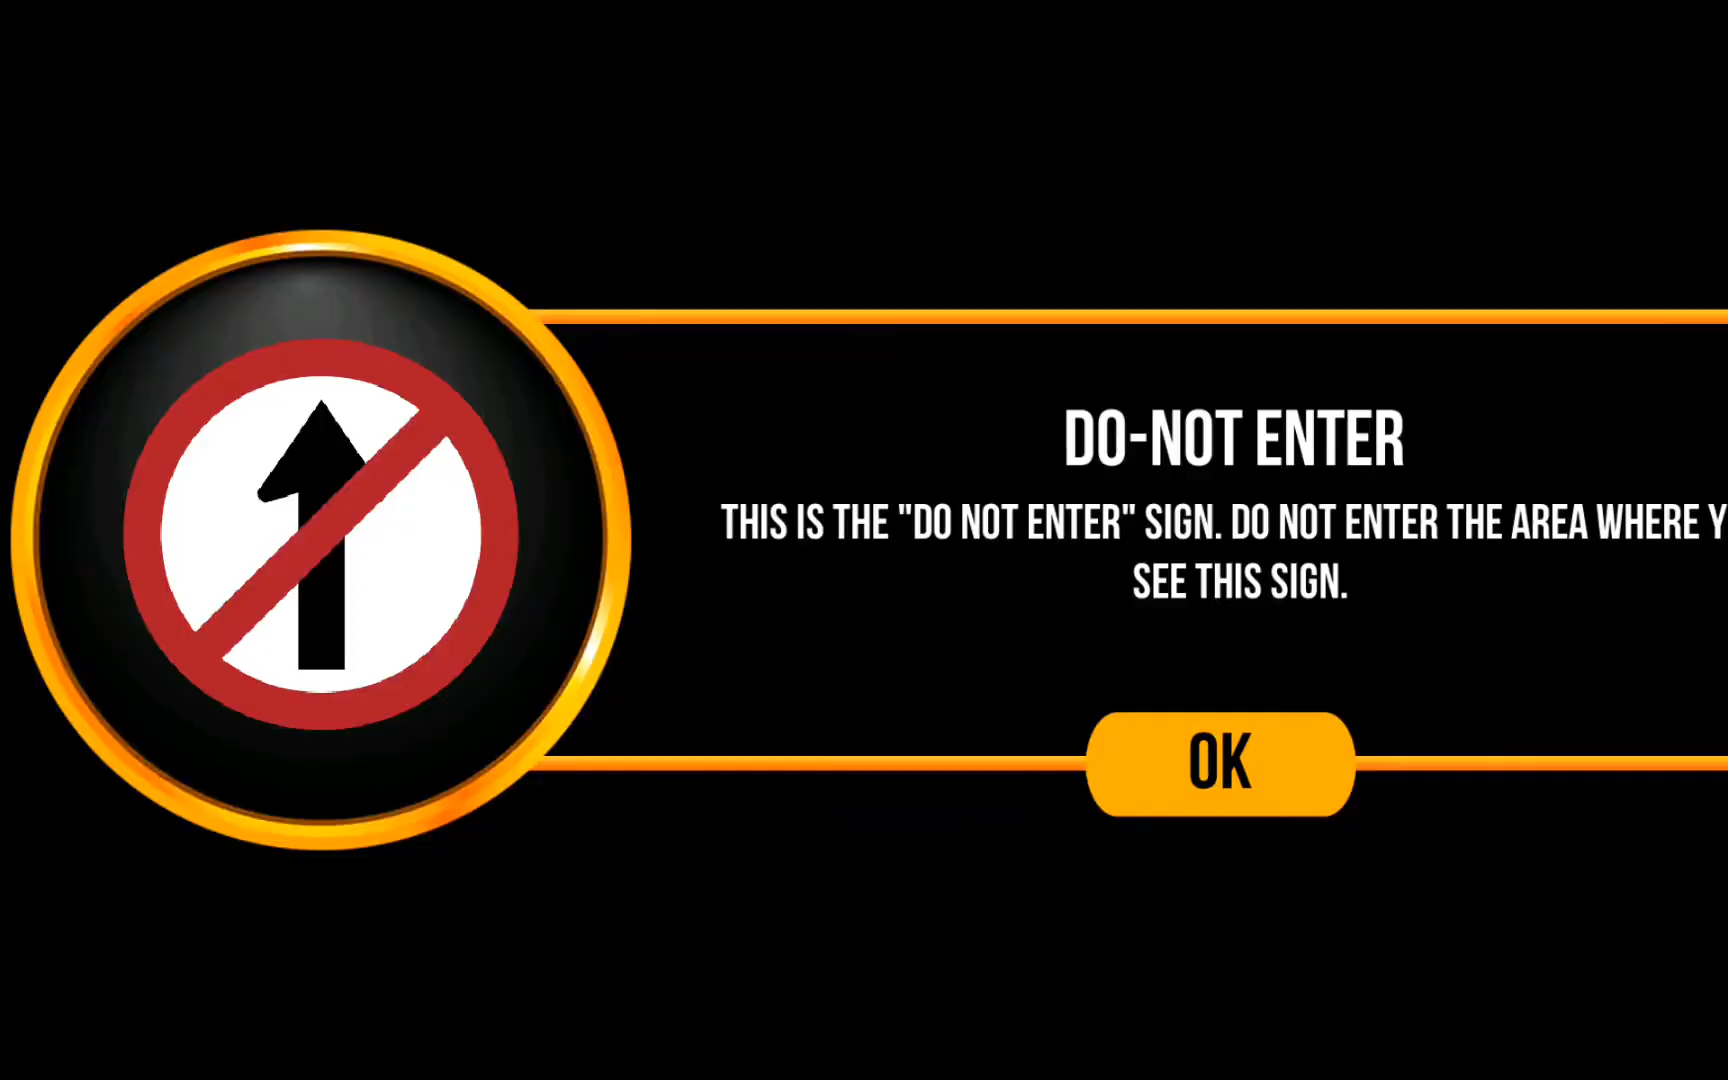 DO-NOT ENTER
THIS IS THE "DO NOT ENTER" SIGN. DO NOT ENTER THE AREA WHERE
SEE THIS SIGN.
OK